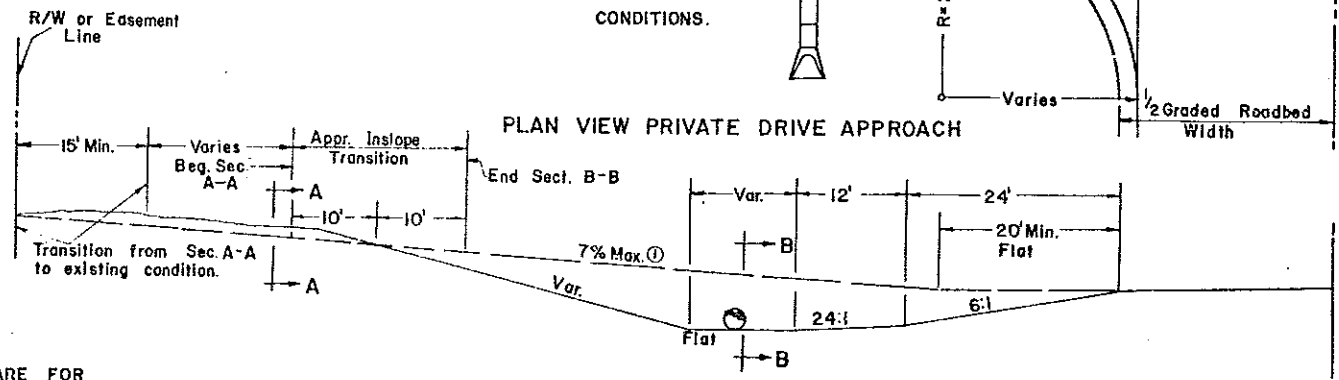 R/W or Easement
Line
CONDITIONS.
Varies
1/2 Graded Roadbed
Width
PLAN VIEW PRIVATE DRIVE APPROACH
15' Min.
Varies
Appr. Inslope
Transition
Beg. Sec.
A-A
A
End Sect. B-B
10'
10'
Var.
12'
24'
20' Min.
Flat
Transition from Sec. A-A
to existing condition.
A
7% Max. ①
B
Var.
Flat
24:1
6:1
B
ARE FOR